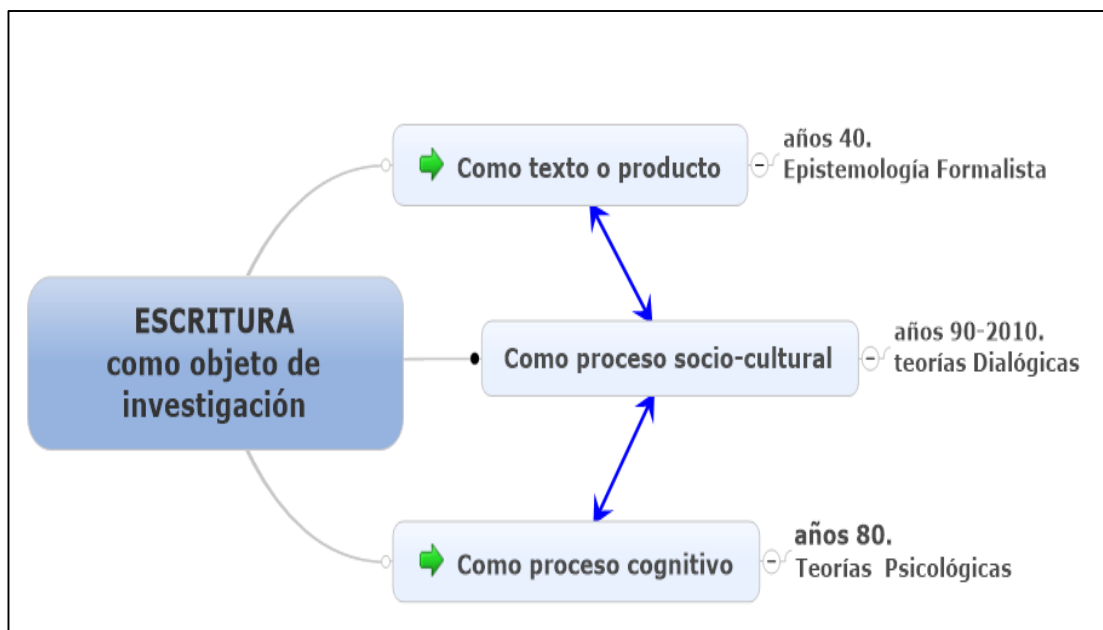 ESCRITURA
como objeto de
investigación
Como texto o producto
años 40.
Epistemología Formalista
Como proceso socio-cultural
años 90-2010.
teorías Dialógicas
Como proceso cognitivo
años 80.
Teorías Psicológicas